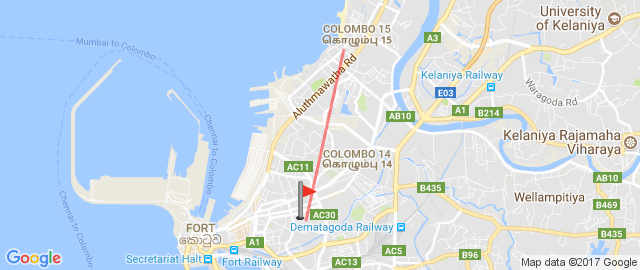 COLOMBO 15
கொழும்பு 15
University
of Kelaniya
A3
Mumbai to Colombo
Aluthmawatha Rd
Kelaniya Railway
E03
Waragoda Rd
A1
B214
AB10
Chennai to Colombo
Kelaniya Rajamaha
Viharaya
COLOMBO 14
கொழும்பு 14
AC11
AB10
B435
Wellampitiya
B469
Chennai to Colombo
AC30
FORT
කොටුව
Dematagoda Railway
B435
A1
AC5
B96
Secretariat Halt
Fort Railway
AC13
Google
Map data ©2017 Google